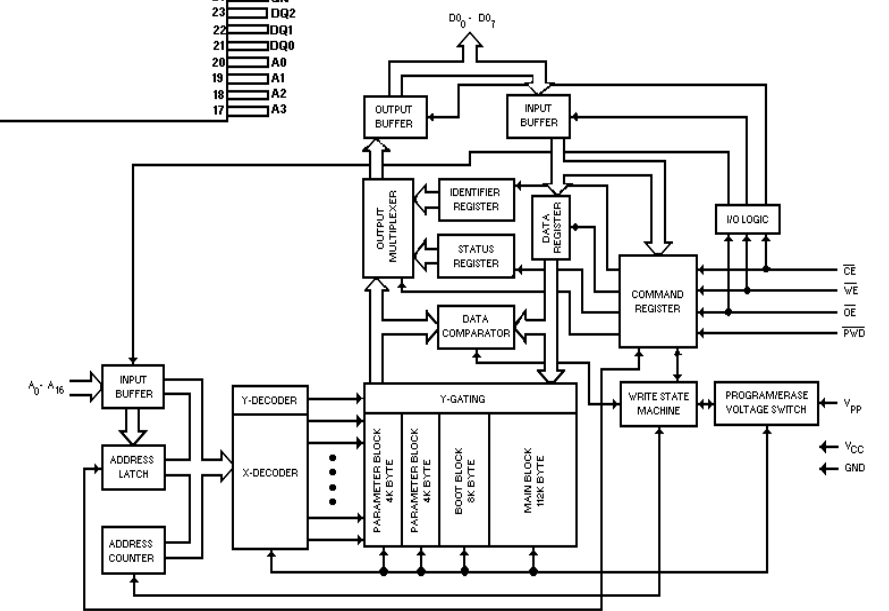 23 DQ2
22 DQ1
21 DQ0
20 A0
19 A1
18 A2
17 A3
D0₀ - D0₇
OUTPUT
BUFFER
INPUT
BUFFER
OUTPUT
MULTIPLEXER
IDENTIFIER
REGISTER
DATA
REGISTER
I/O LOGIC
STATUS
REGISTER
COMMAND
REGISTER
CE
WE
OE
PWD
DATA
COMPARATOR
A₀- A₁₆
INPUT
BUFFER
Y-DECODER
Y-GATING
WRITE STATE
MACHINE
PROGRAM/ERASE
VOLTAGE SWITCH
VPP
VCC
GND
ADDRESS
LATCH
X-DECODER
PARAMETER BLOCK
4K BYTE
PARAMETER BLOCK
4K BYTE
BOOT BLOCK
8K BYTE
MAIN BLOCK
112K BYTE
ADDRESS
COUNTER